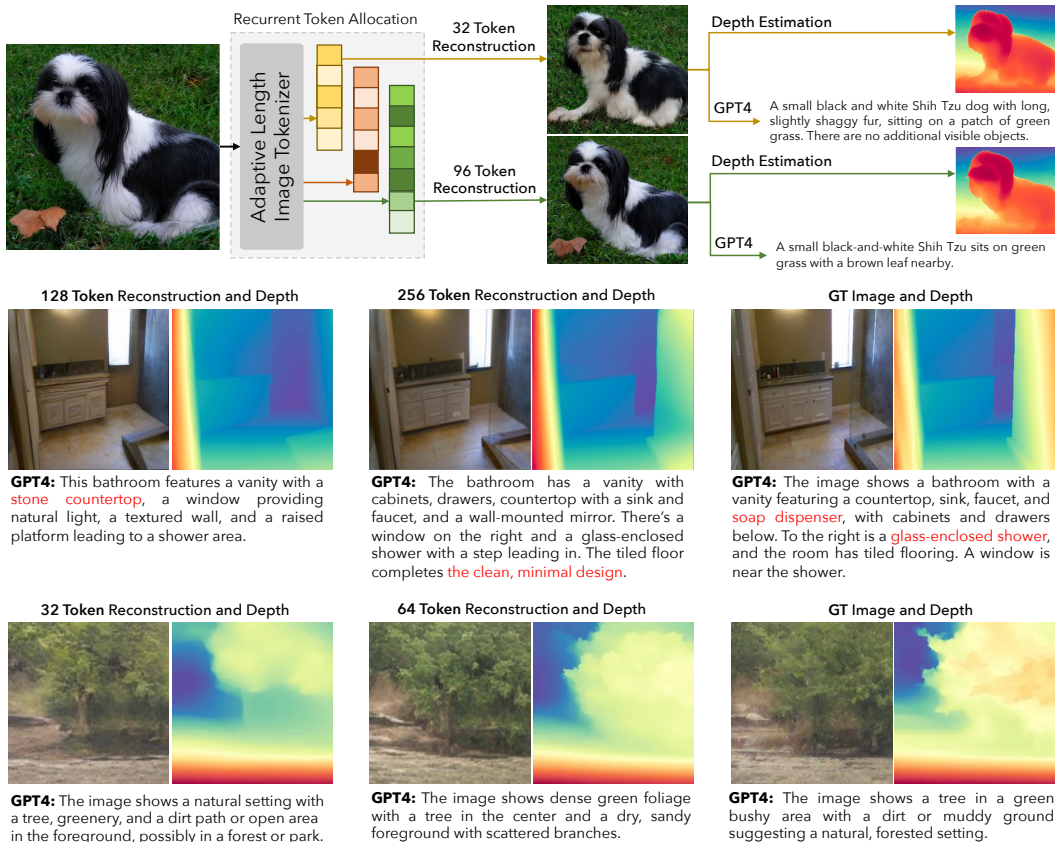 Recurrent Token Allocation
Adaptive Length
Image Tokenizer
32 Token
Reconstruction
96 Token
Reconstruction
Depth Estimation
GPT4
A small black and white Shih Tzu dog with long,
slightly shaggy fur, sitting on a patch of green
grass. There are no additional visible objects.
Depth Estimation
GPT4
A small black-and-white Shih Tzu sits on green
grass with a brown leaf nearby.
128 Token Reconstruction and Depth
GPT4: This bathroom features a vanity with a
stone countertop, a window providing
natural light, a textured wall, and a raised
platform leading to a shower area.
256 Token Reconstruction and Depth
GPT4: The bathroom has a vanity with
cabinets, drawers, countertop with a sink and
faucet, and a wall-mounted mirror. There's a
window on the right and a glass-enclosed
shower with a step leading in. The tiled floor
completes the clean, minimal design.
GT Image and Depth
GPT4: The image shows a bathroom with a
vanity featuring a countertop, sink, faucet, and
soap dispenser, with cabinets and drawers
below. To the right is a glass-enclosed shower,
and the room has tiled flooring. A window is
near the shower.
32 Token Reconstruction and Depth
GPT4: The image shows a natural setting with
a tree, greenery, and a dirt path or open area
in the foreground, possibly in a forest or park.
64 Token Reconstruction and Depth
GPT4: The image shows dense green foliage
with a tree in the center and a dry, sandy
foreground with scattered branches.
GT Image and Depth
GPT4: The image shows a tree in a green
bushy area with a dirt or muddy ground
suggesting a natural, forested setting.